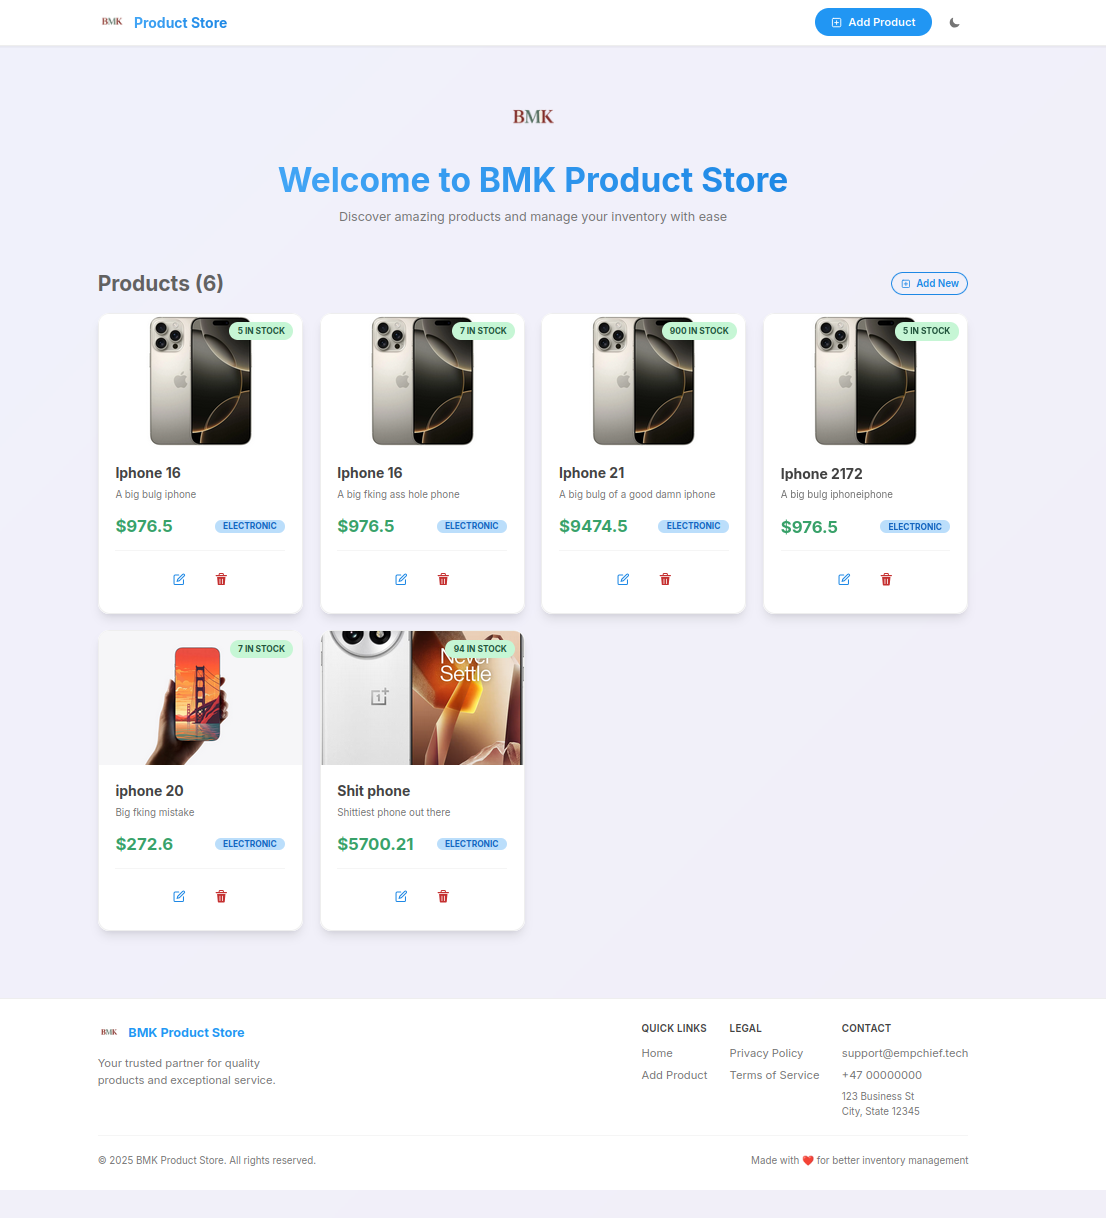 BMK Product Store
Add Product
BMK
Welcome to BMK Product Store
Discover amazing products and manage your inventory with ease
Products (6)
Add New
5 IN STOCK
Iphone 16
A big bulg iphone
$976.5
ELECTRONIC
7 IN STOCK
Iphone 16
A big fking ass hole phone
$976.5
ELECTRONIC
900 IN STOCK
Iphone 21
A big bulg of a good damn iphone
$9474.5
ELECTRONIC
5 IN STOCK
Iphone 2172
A big bulg iphoneiphone
$976.5
ELECTRONIC
7 IN STOCK
iphone 20
Big fking mistake
$272.6
ELECTRONIC
94 IN STOCK
Never
Settle
Shit phone
Shittiest phone out there
$5700.21
ELECTRONIC
BMK BMK Product Store
Your trusted partner for quality
products and exceptional service.
QUICK LINKS
Home
Add Product
LEGAL
Privacy Policy
Terms of Service
CONTACT
support@empchief.tech
+47 00000000
123 Business St
City, State 12345
© 2025 BMK Product Store. All rights reserved.
Made with ❤️ for better inventory management